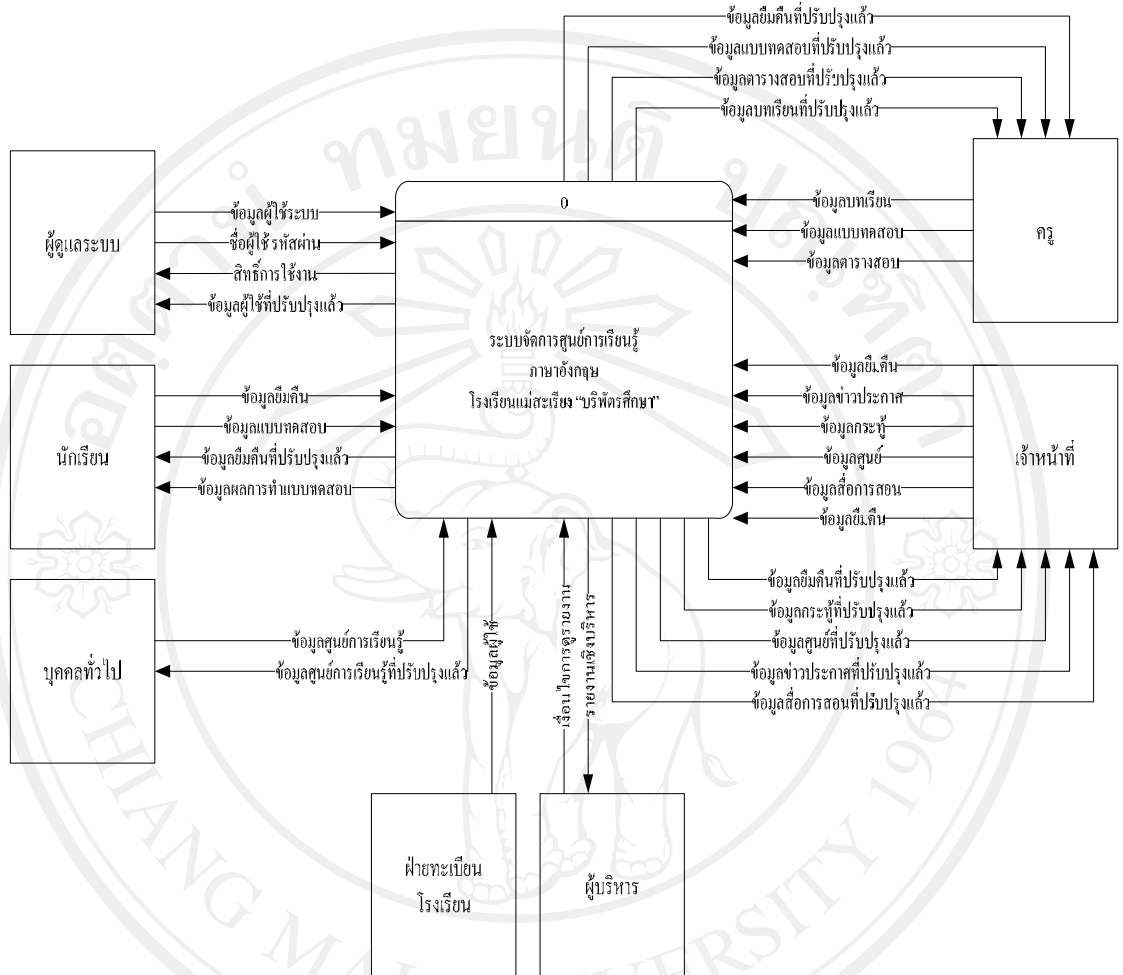 ข้อมูลยืมคืนที่ปรับปรุงแล้ว
ข้อมูลแบบทดสอบที่ปรับปรุงแล้ว
ข้อมูลตารางสอบที่ปรับปรุงแล้ว
ข้อมูลบทเรียนที่ปรับปรุงแล้ว
ผู้ดูแลระบบ
ข้อมูลผู้ใช้ระบบ
ชื่อผู้ใช้ รหัสผ่าน
สิทธิ์การใช้งาน
ข้อมูลผู้ใช้ที่ปรับปรุงแล้ว
0
ระบบจัดการศูนย์การเรียนรู้
ภาษาอังกฤษ
โรงเรียนแม่สะเรียง “บริพัตรศึกษา”
ข้อมูลบทเรียน
ข้อมูลแบบทดสอบ
ข้อมูลตารางสอบ
ครู
นักเรียน
ข้อมูลยืมคืน
ข้อมูลแบบทดสอบ
ข้อมูลยืมคืนที่ปรับปรุงแล้ว
ข้อมูลผลการทำแบบทดสอบ
ข้อมูลยืมคืน
ข้อมูลข่าวประกาศ
ข้อมูลกระทู้
ข้อมูลศูนย์
ข้อมูลสื่อการสอน
ข้อมูลยืมคืน
เจ้าหน้าที่
ข้อมูลยืมคืนที่ปรับปรุงแล้ว
ข้อมูลกระทู้ที่ปรับปรุงแล้ว
ข้อมูลศูนย์ที่ปรับปรุงแล้ว
ข้อมูลข่าวประกาศที่ปรับปรุงแล้ว
ข้อมูลสื่อการสอนที่ปรับปรุงแล้ว
บุคคลทั่วไป
ข้อมูลศูนย์การเรียนรู้
ข้อมูลศูนย์การเรียนรู้ที่ปรับปรุงแล้ว
ข้อมูลผู้ใช้
เงื่อนไขการดูรายงาน
รายงานเชิงบริหาร
ฝ่ายทะเบียน
โรงเรียน
ผู้บริหาร
อตฺตานํ ทมยนฺติ ปณฺฑิตา
CHIANG MAI UNIVERSITY 1964